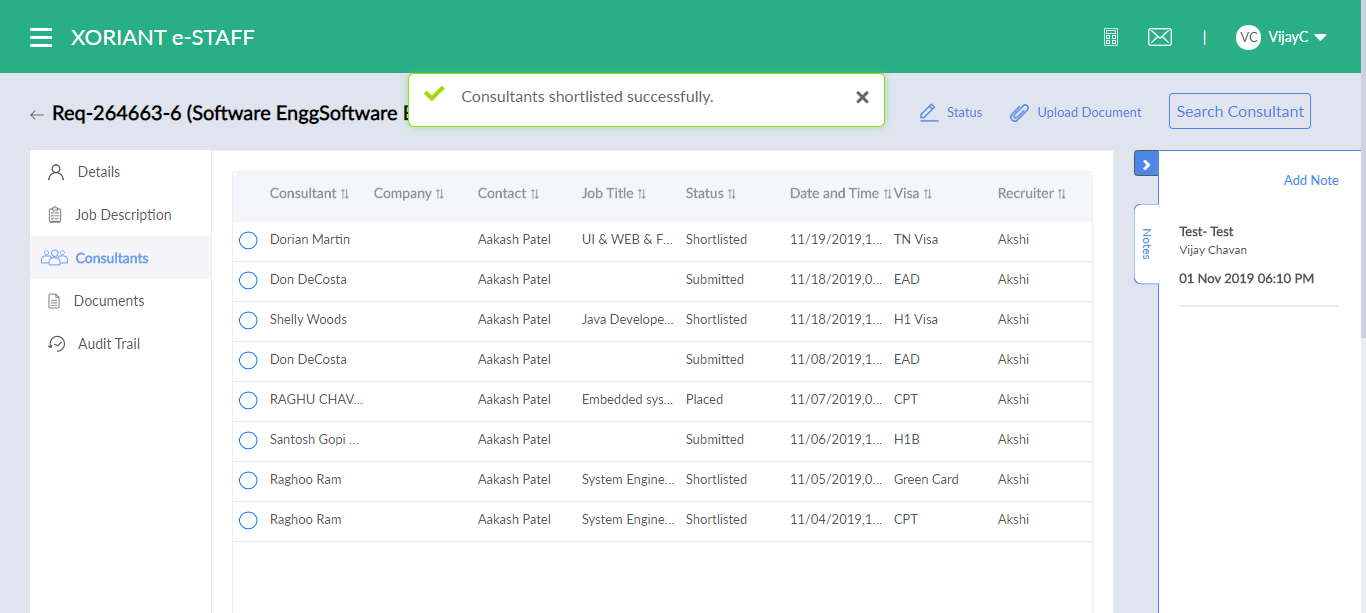 XORIANT e-STAFF
VC VijayC
Consultants shortlisted successfully.
Req-264663-6 (Software EnggSoftware
Status Upload Document Search Consultant
Details
Job Description
Consultants
Documents
Audit Trail
Consultant Company Contact Job Title Status Date and Time Visa Recruiter
Dorian Martin Aakash Patel UI & WEB & F... Shortlisted 11/19/2019,1... TN Visa Akshi
Don DeCosta Aakash Patel Submitted 11/18/2019,0... EAD Akshi
Shelly Woods Aakash Patel Java Develope... Shortlisted 11/18/2019,1... H1 Visa Akshi
Don DeCosta Aakash Patel Submitted 11/08/2019,1... EAD Akshi
RAGHU CHAV... Aakash Patel Embedded sys... Placed 11/07/2019,0... CPT Akshi
Santosh Gopi ... Aakash Patel Submitted 11/06/2019,1... H1B Akshi
Raghoo Ram Aakash Patel System Engine... Shortlisted 11/05/2019,0... Green Card Akshi
Raghoo Ram Aakash Patel System Engine... Shortlisted 11/04/2019,1... CPT Akshi
Add Note
Notes
Test- Test
Vijay Chavan
01 Nov 2019 06:10 PM